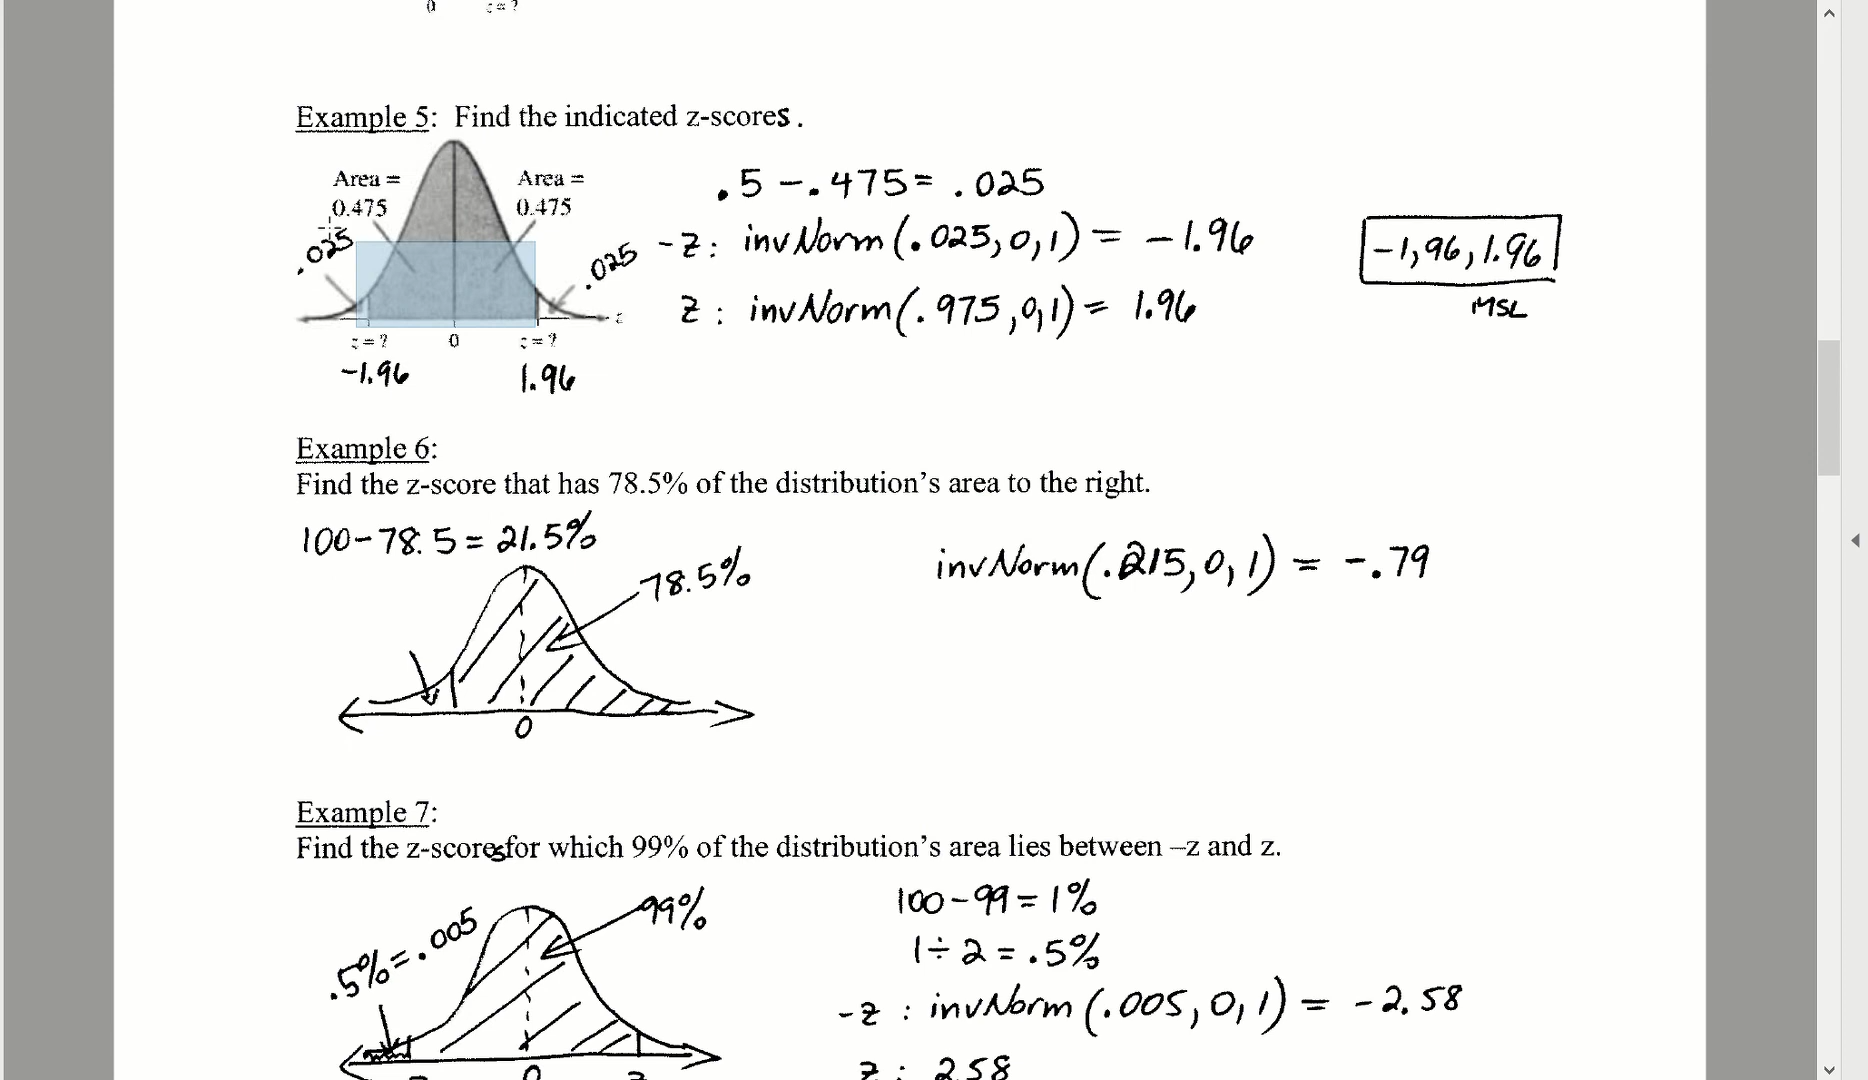 0 z = ?
Example 5: Find the indicated z-scores.
Area =
0.475
Area =
0.475
.025
.025
z
z = ?
0
z = ?
-1.96
1.96
.5 - .475 = .025
-z: invNorm(.025,0,1) = -1.96
z: invNorm(.975,0,1) = 1.96
-1,96, 1.96
MSL
Example 6:
Find the z-score that has 78.5% of the distribution’s area to the right.
100-78.5 = 21.5%
78.5%
0
invNorm(.215,0,1) = -.79
Example 7:
Find the z-scores for which 99% of the distribution’s area lies between –z and z.
.5% = .005
99%
0
100-99 = 1%
1÷2 = .5%
-z : invNorm(.005,0,1) = -2.58
z : 2.58